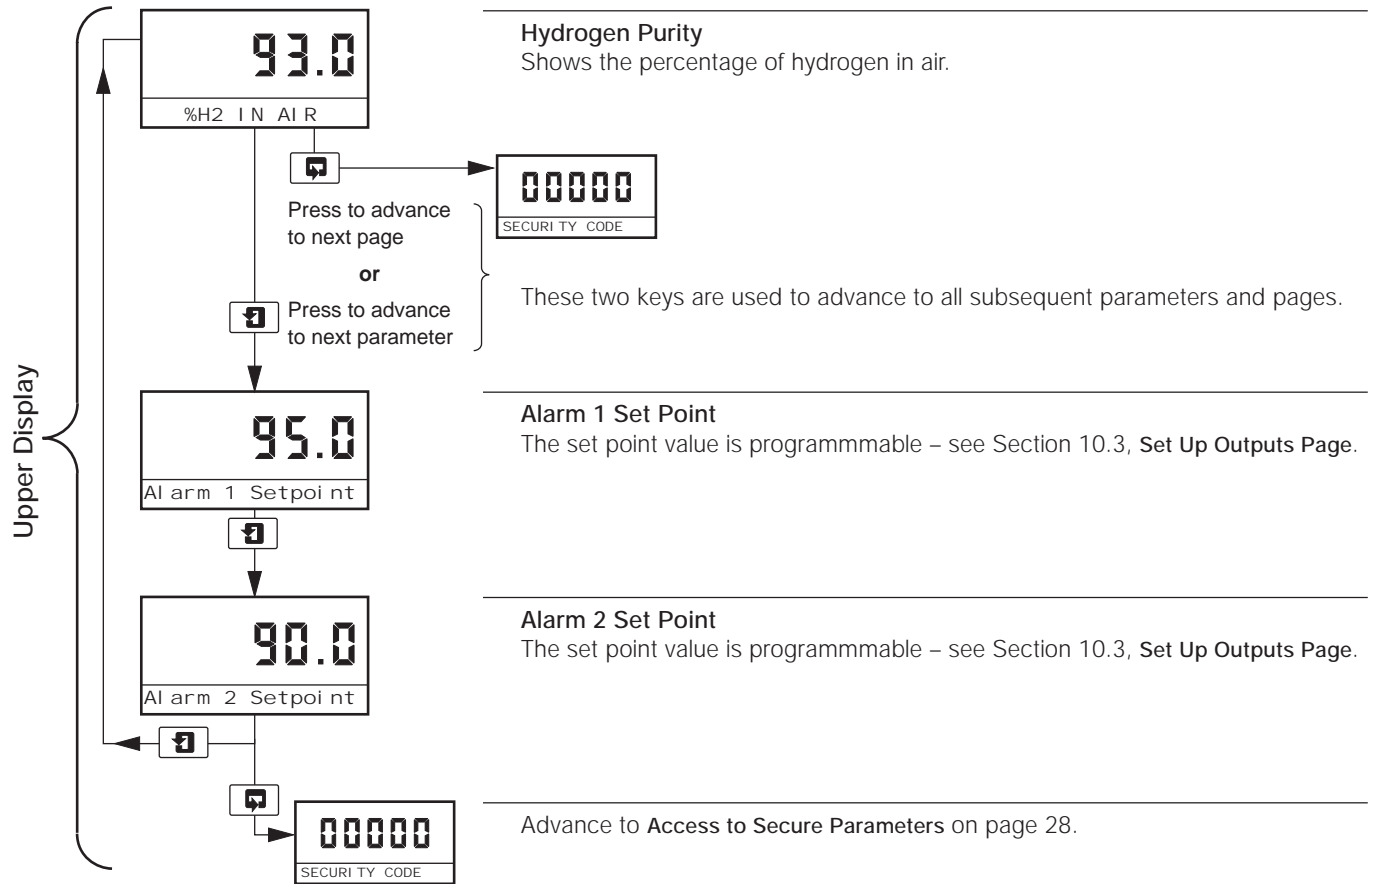 Upper Display
93.0
%H2 IN AIR
Hydrogen Purity
Shows the percentage of hydrogen in air.
00000
SECURITY CODE
Press to advance
to next page
or
Press to advance
to next parameter
These two keys are used to advance to all subsequent parameters and pages.
95.0
Alarm 1 Setpoint
Alarm 1 Set Point
The set point value is programmmable – see Section 10.3, Set Up Outputs Page.
90.0
Alarm 2 Setpoint
Alarm 2 Set Point
The set point value is programmmable – see Section 10.3, Set Up Outputs Page.
00000
SECURITY CODE
Advance to Access to Secure Parameters on page 28.